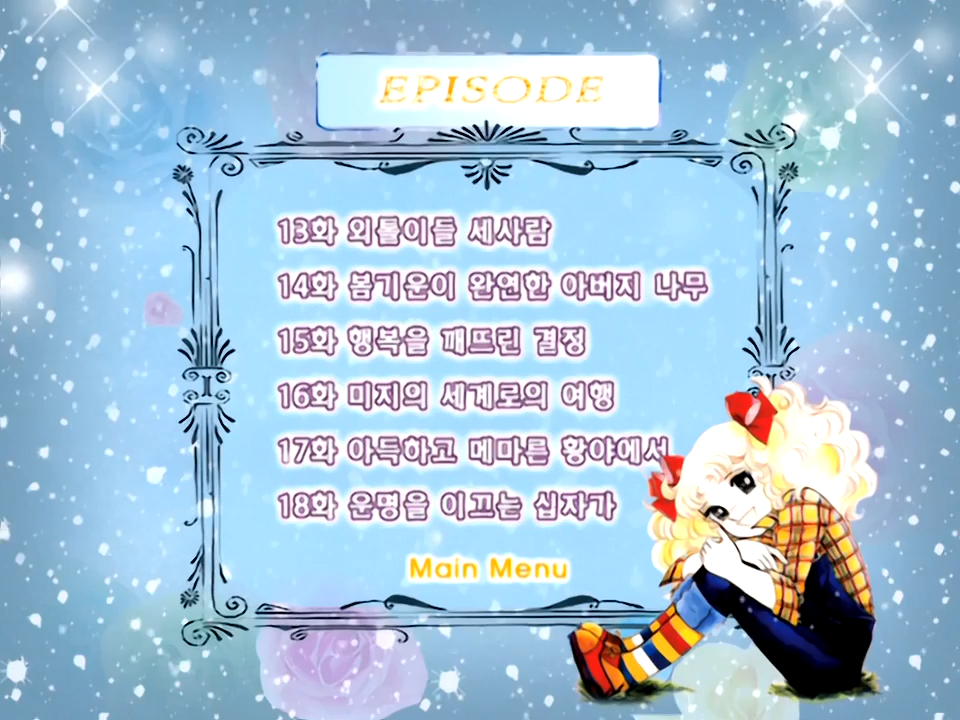 EPISODE
13화 외톨이들 세사람
14화 봄기운이 완연한 아버지 나무
15화 행복을 깨뜨린 결정
16화 미지의 세계로의 여행
17화 아득하고 메마른 황야에서
18화 운명을 이끄는 십자가
Main Menu